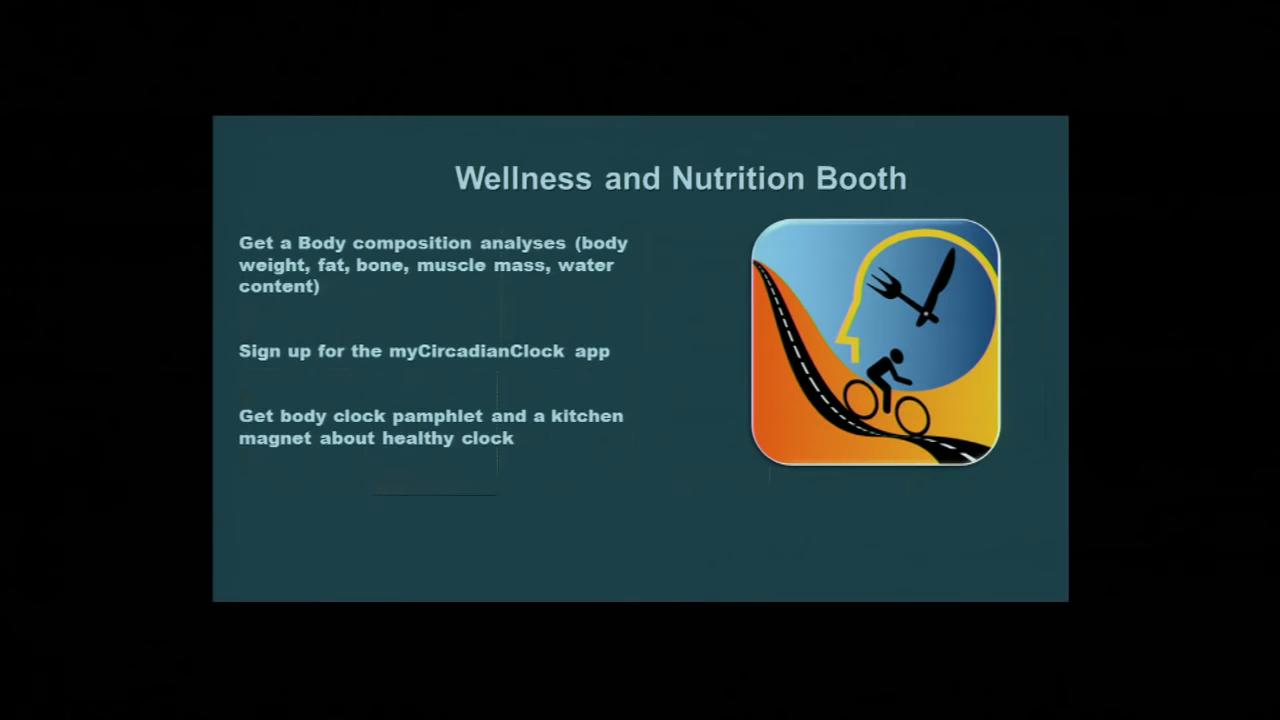 Wellness and Nutrition Booth
Get a Body composition analyses (body
weight, fat, bone, muscle mass, water
content)
Sign up for the myCircadianClock app
Get body clock pamphlet and a kitchen
magnet about healthy clock